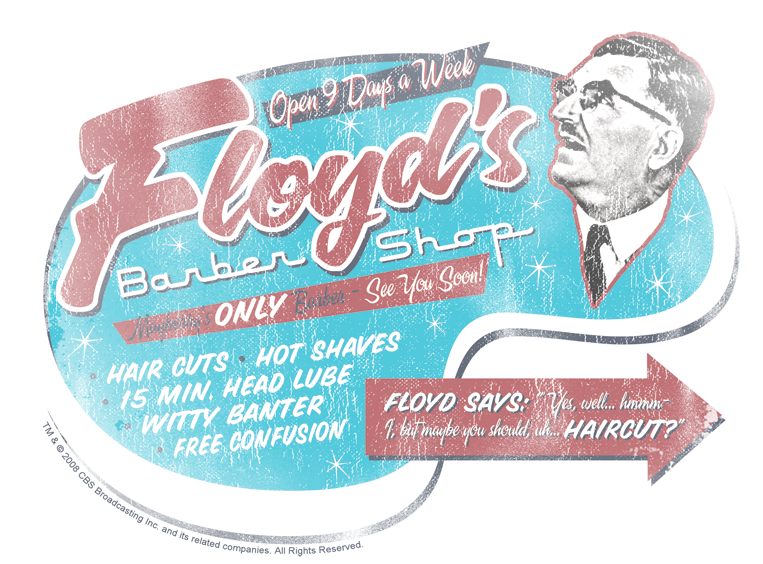 Open 9 Days a Week
Floyd's
Barber Shop
Mayberry's ONLY Barber - See You Soon!
HAIR CUTS • HOT SHAVES
• 15 MIN. HEAD LUBE
• WITTY BANTER
• FREE CONFUSION
FLOYD SAYS: "Yes, well... hmmm-
I, but maybe you should, uh... HAIRCUT?"
TM & © 2008 CBS Broadcasting Inc. and its related companies. All Rights Reserved.